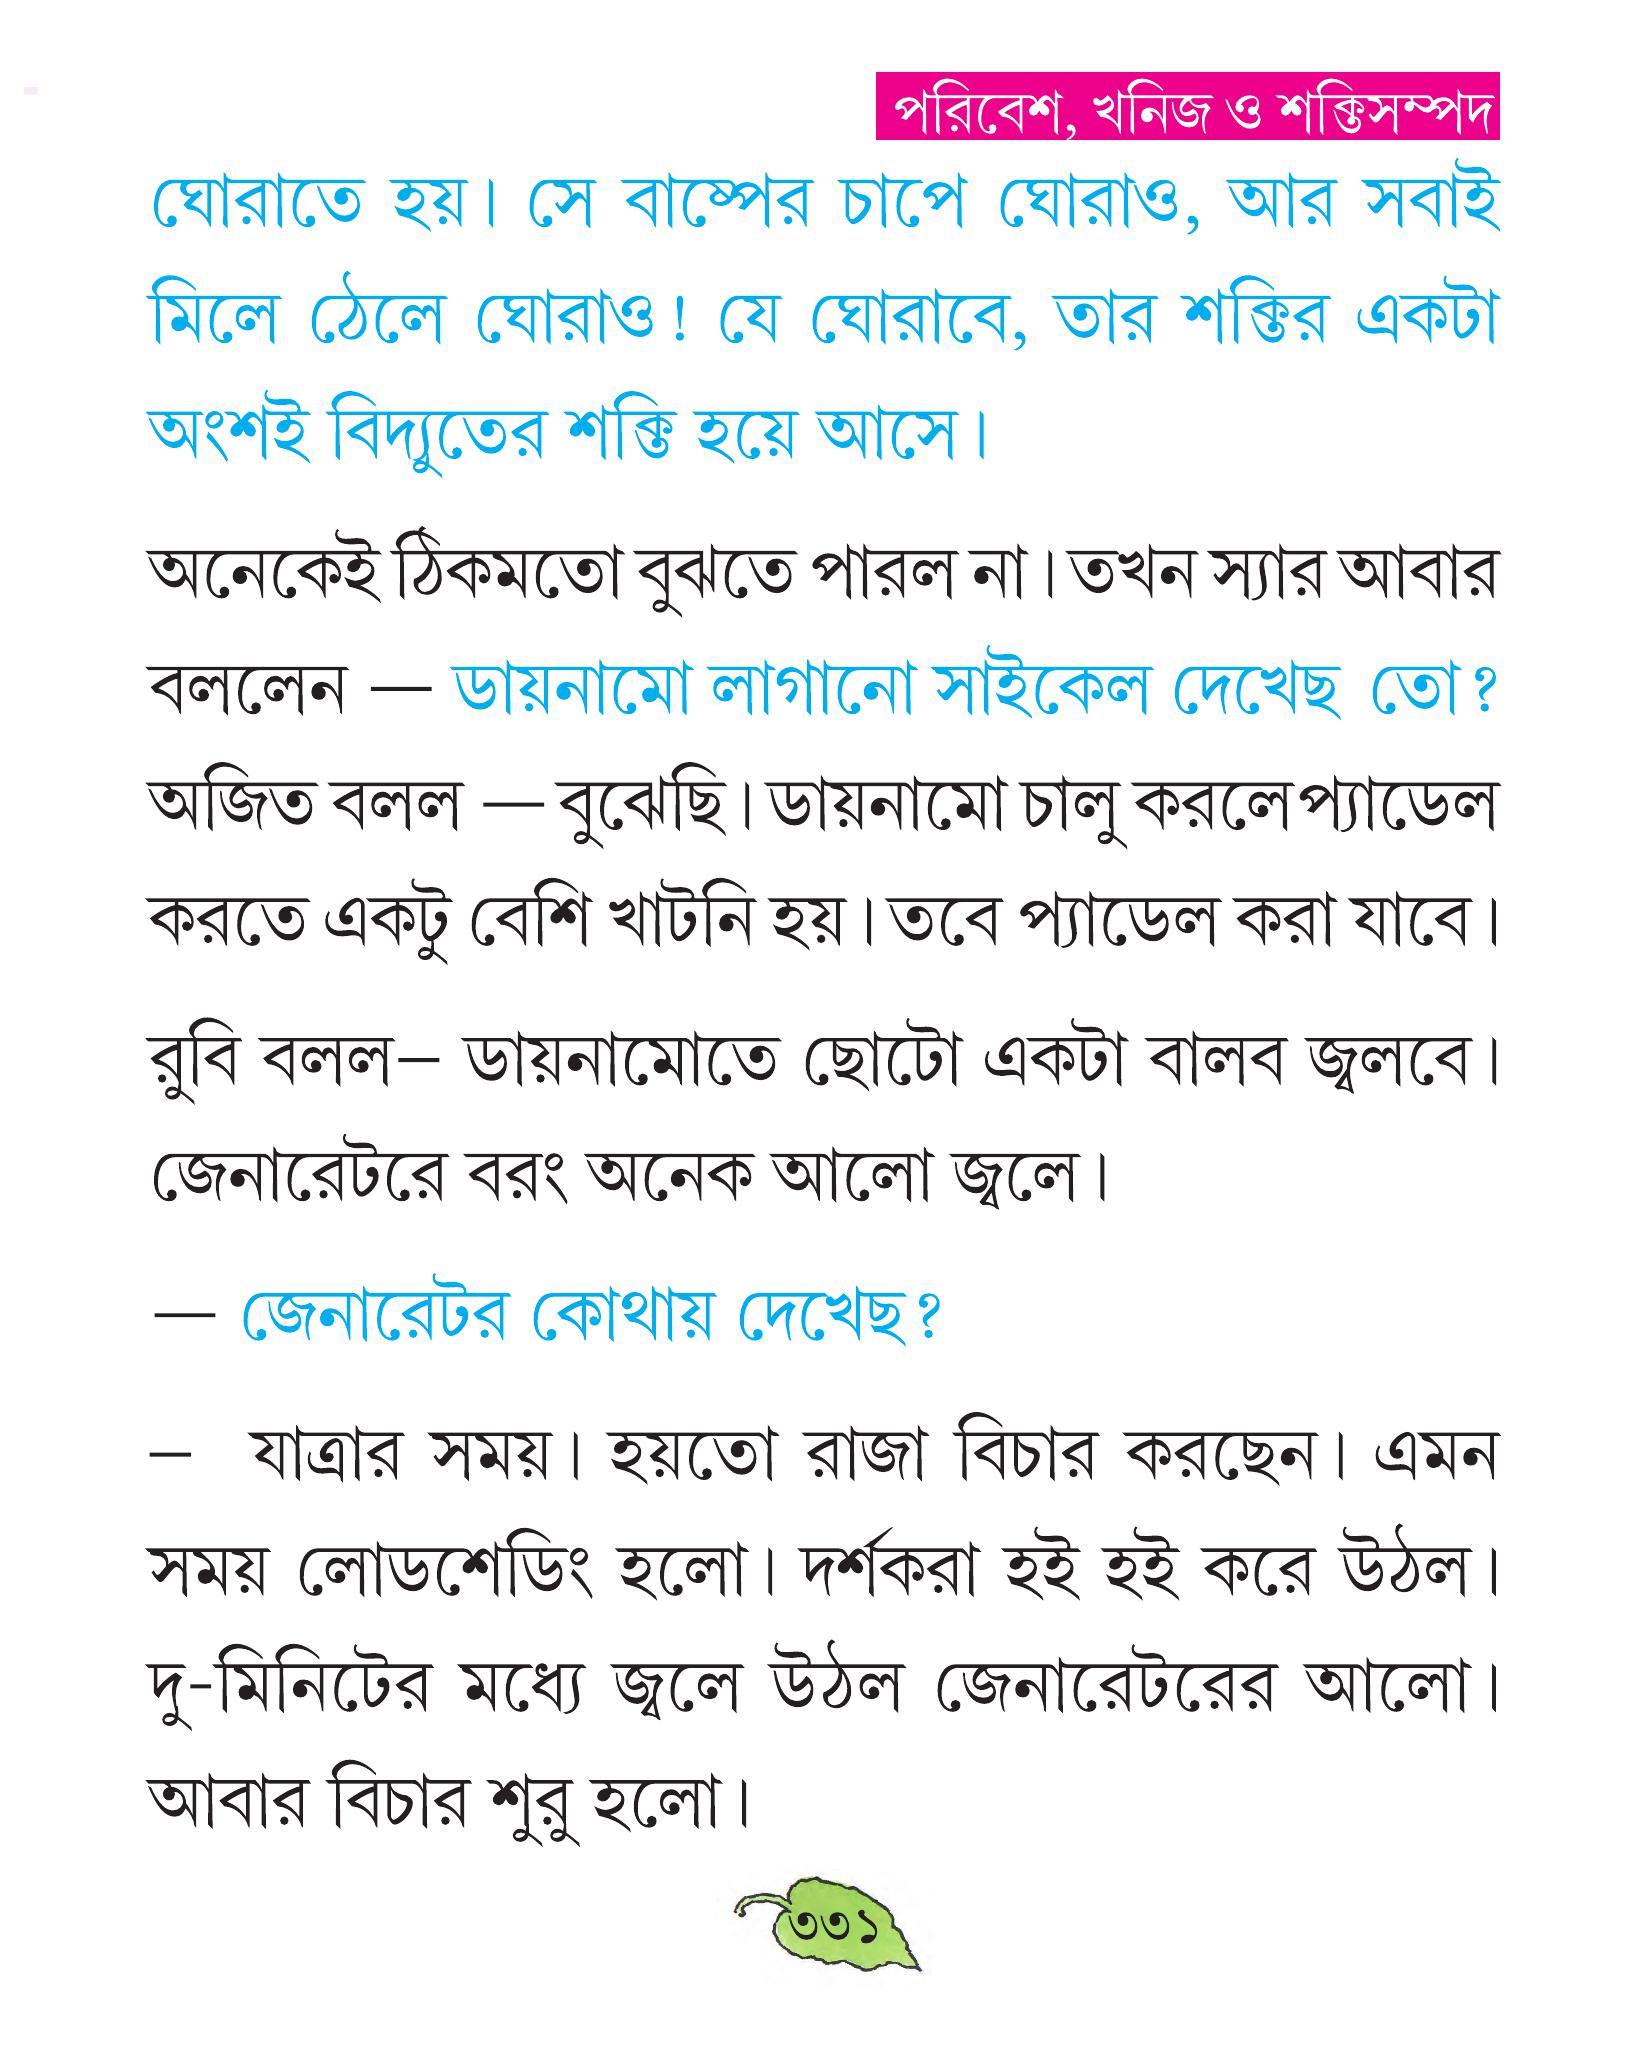 পরিবেশ, খনিজ ও শক্তিসম্পদ
ঘোরাতে হয়। সে বাষ্পের চাপে ঘোরাও, আর সবাই
মিলে ঠেলে ঘোরাও! যে ঘোরাবে, তার শক্তির একটা
অংশই বিদ্যুতের শক্তি হয়ে আসে।
অনেকেই ঠিকমতো বুঝতে পারল না। তখন স্যার আবার
বললেন — ডায়নামো লাগানো সাইকেল দেখেছ তো?
অজিত বলল — বুঝেছি। ডায়নামো চালু করলে প্যাডেল
করতে একটু বেশি খাটনি হয়। তবে প্যাডেল করা যাবে।
রুবি বলল– ডায়নামোতে ছোটো একটা বালব জ্বলবে।
জেনারেটরে বরং অনেক আলো জ্বলে।
— জেনারেটর কোথায় দেখেছ?
– যাত্রার সময়। হয়তো রাজা বিচার করছেন। এমন
সময় লোডশেডিং হলো। দর্শকরা হই হই করে উঠল।
দু-মিনিটের মধ্যে জ্বলে উঠল জেনারেটরের আলো।
আবার বিচার শুরু হলো।
৩৩১